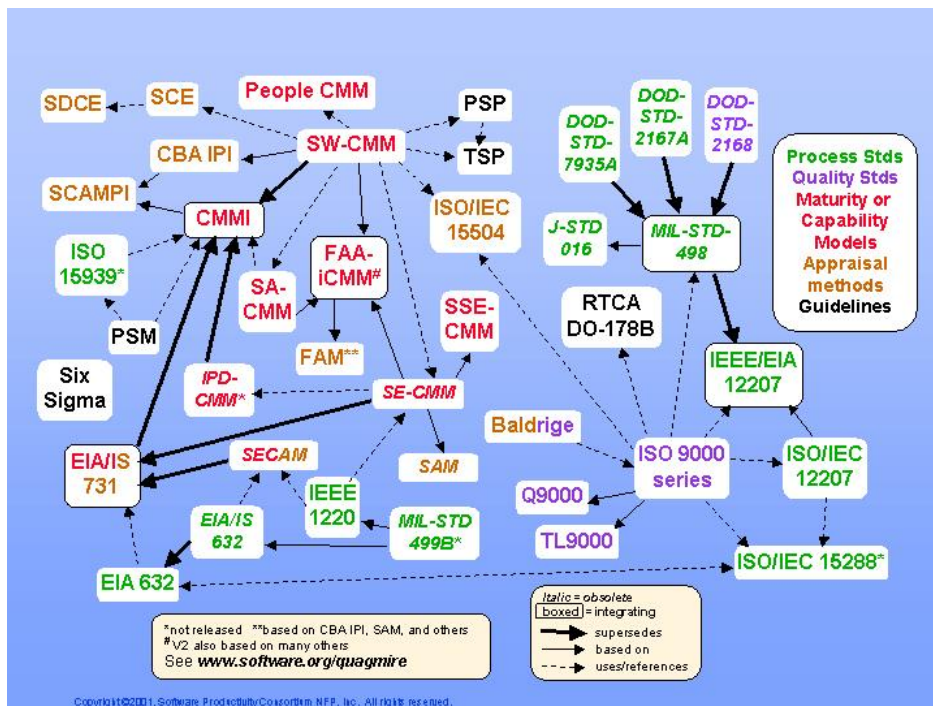 People CMM
SDCE
SCE
PSP
DOD-
STD-
7935A
DOD-
STD-
2167A
DOD-
STD-
2168
SW-CMM
TSP
CBA IPI
Process Stds
Quality Stds
Maturity or
Capability
Models
Appraisal
methods
Guidelines
SCAMPI
CMMI
ISO/IEC
15504
J-STD
016
MIL-STD-
498
ISO
15939*
SA-
CMM
FAA-
iCMM#
SSE-
CMM
RTCA
DO-178B
PSM
FAM**
IEEE/EIA
12207
Six
Sigma
IPD-
CMM*
SE-CMM
Baldrige
EIA/IS
731
SECAM
SAM
ISO 9000
series
ISO/IEC
12207
IEEE
1220
Q9000
EIA/IS
632
MIL-STD
499B*
TL9000
EIA 632
ISO/IEC 15288*
Italic = obsolete
boxed = integrating
supersedes
based on
uses/references
*not released **based on CBA IPI, SAM, and others
#V2 also based on many others
See www.software.org/quagmire
Copyright©2001, Software Productivity Consortium NFP, Inc. All rights reserved.